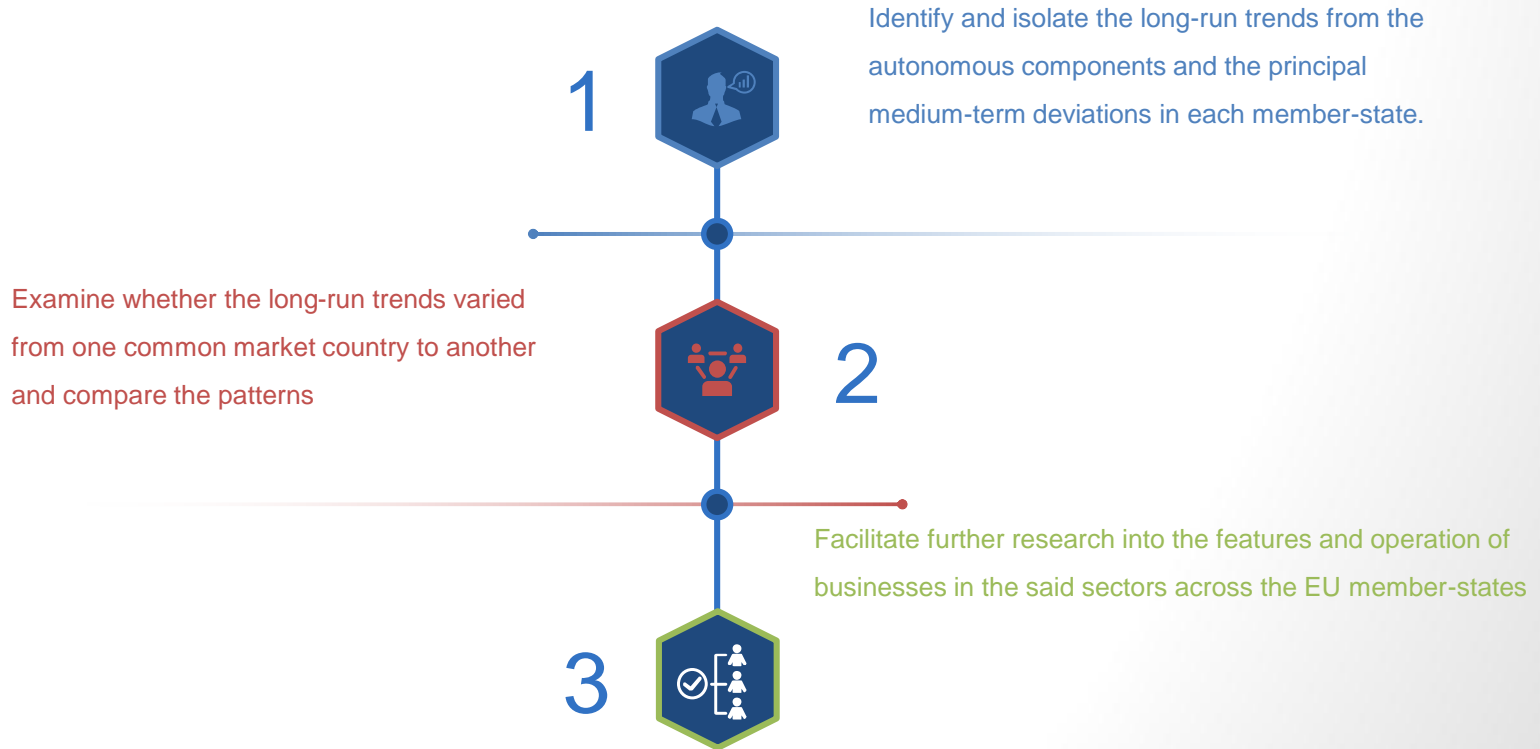 1
Identify and isolate the long-run trends from the
autonomous components and the principal
medium-term deviations in each member-state.
Examine whether the long-run trends varied
from one common market country to another
and compare the patterns
2
Facilitate further research into the features and operation of
businesses in the said sectors across the EU member-states
3